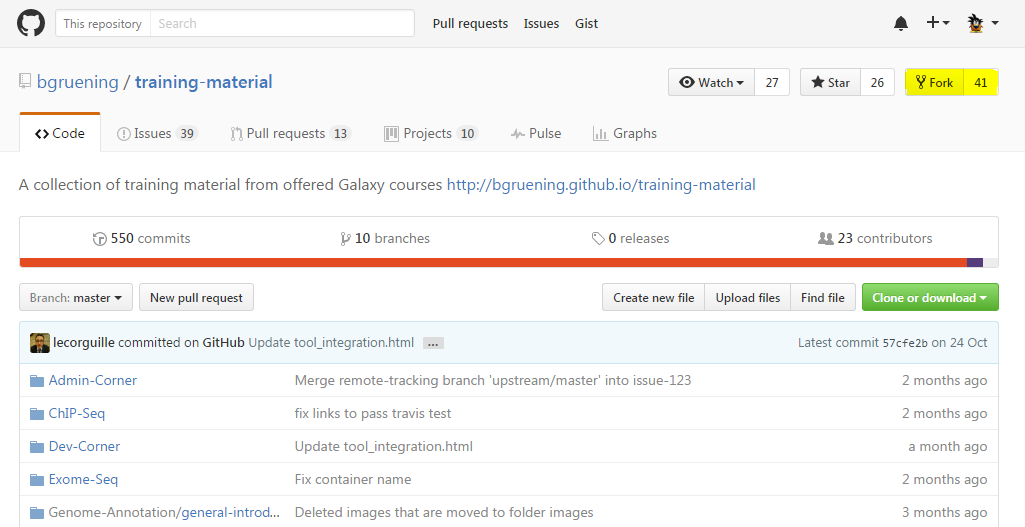 This repository Search Pull requests Issues Gist
bgruening / training-material Watch 27 Star 26 Fork 41
Code Issues 39 Pull requests 13 Projects 10 Pulse Graphs
A collection of training material from offered Galaxy courses http://bgruening.github.io/training-material
550 commits 10 branches 0 releases 23 contributors
Branch: master New pull request Create new file Upload files Find file Clone or download
lecorguille committed on GitHub Update tool_integration.html ... Latest commit 57cfe2b on 24 Oct
Admin-Corner Merge remote-tracking branch 'upstream/master' into issue-123 2 months ago
ChIP-Seq fix links to pass travis test 2 months ago
Dev-Corner Update tool_integration.html a month ago
Exome-Seq Fix container name 2 months ago
Genome-Annotation/general-introd... Deleted images that are moved to folder images 3 months ago